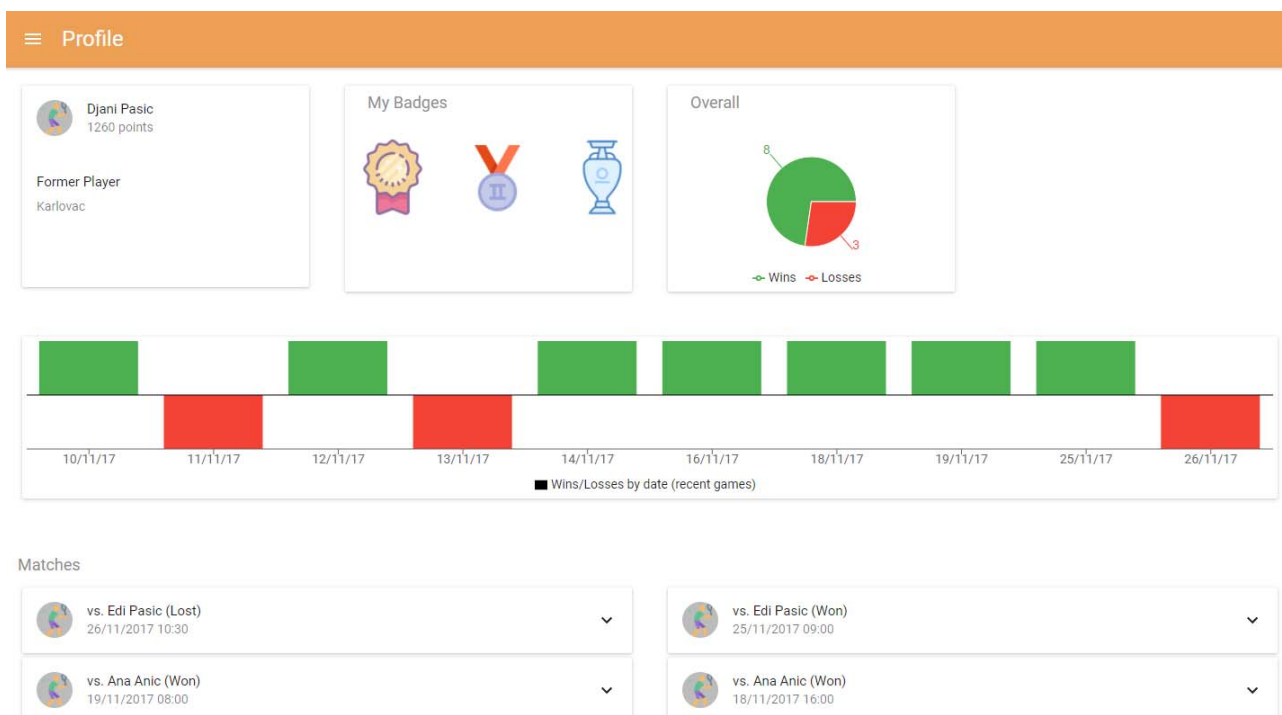 Profile
Djani Pasic
1260 points
Former Player
Karlovac
My Badges
II
Overall
8
3
Wins Losses
10/11/17 11/11/17 12/11/17 13/11/17 14/11/17 16/11/17 18/11/17 19/11/17 25/11/17 26/11/17
Wins/Losses by date (recent games)
Matches
vs. Edi Pasic (Lost)
26/11/2017 10:30
vs. Edi Pasic (Won)
25/11/2017 09:00
vs. Ana Anic (Won)
19/11/2017 08:00
vs. Ana Anic (Won)
18/11/2017 16:00